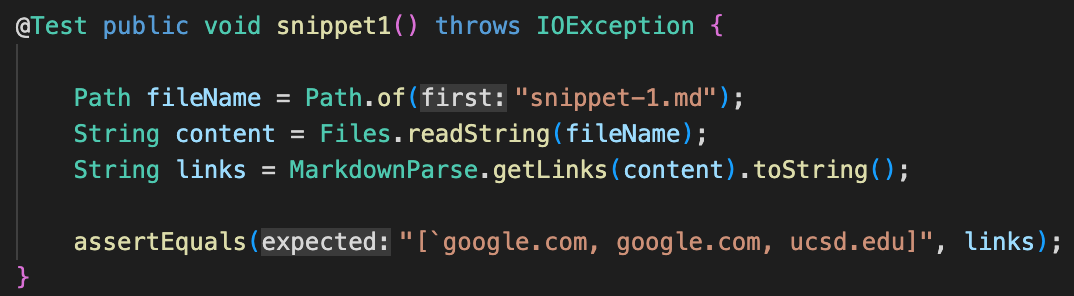 @Test public void snippet1() throws IOException {
Path fileName = Path.of(first: "snippet-1.md");
String content = Files.readString(fileName);
String links = MarkdownParse.getLinks(content).toString();
assertEquals(expected: "[`google.com, google.com, ucsd.edu]", links);
}